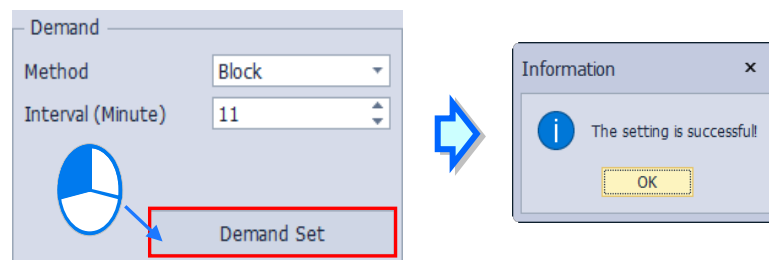 Demand
Method Block
Interval (Minute) 11
Demand Set
Information x
i
The setting is successful!
OK